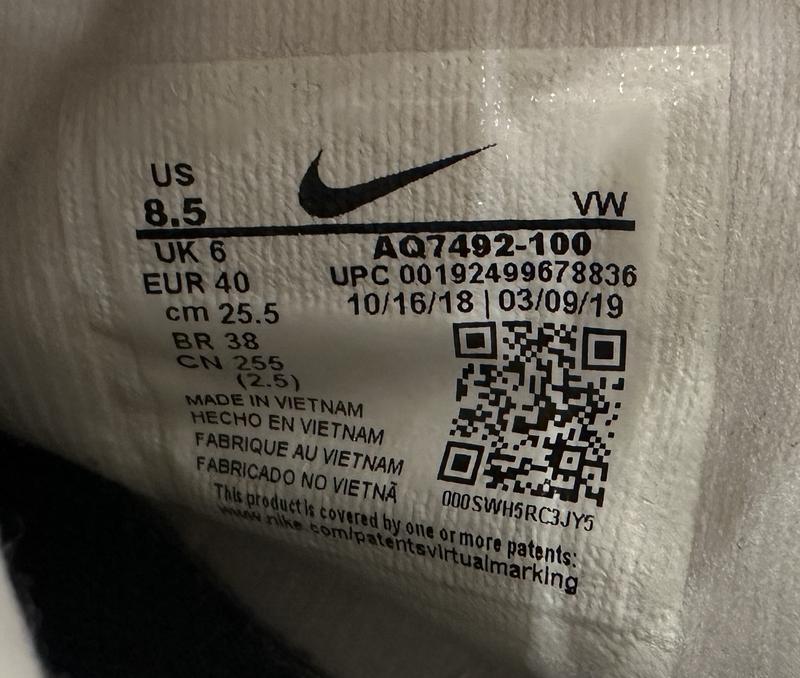 US
8.5
VW
UK 6
AQ7492-100
EUR 40
UPC 00192499678836
cm 25.5
10/16/18 | 03/09/19
BR 38
CN 255
(2.5)
MADE IN VIETNAM
HECHO EN VIETNAM
FABRIQUE AU VIETNAM
FABRICADO NO VIETNÃ
000SWH5RC3JY5
This product is covered by one or more patents:
www.nike.com/patentsvirtualmarking